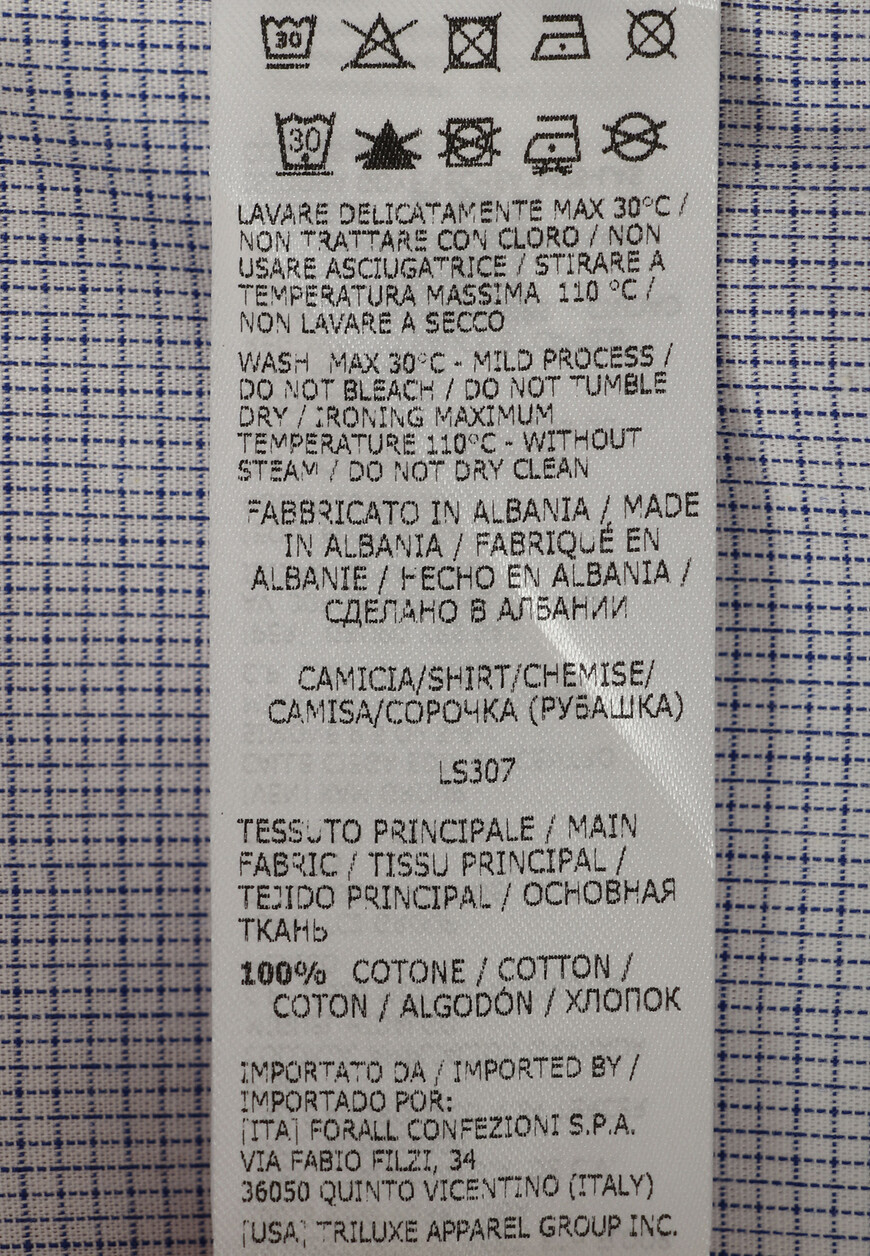 30
30
LAVARE DELICATAMENTE MAX 30°C /
NON TRATTARE CON CLORO / NON
USARE ASCIUGATRICE / STIRARE A
TEMPERATURA MASSIMA 110 °C /
NON LAVARE A SECCO
WASH MAX 30°C - MILD PROCESS /
DO NOT BLEACH / DO NOT TUMBLE
DRY / IRONING MAXIMUM
TEMPERATURE 110°C - WITHOUT
STEAM / DO NOT DRY CLEAN
FABBRICATO IN ALBANIA / MADE
IN ALBANIA / FABRIQUÉ EN
ALBANIE / HECHO EN ALBANIA /
СДЕЛАНО В АЛБАНИИ
CAMICIA/SHIRT/CHEMISE/
CAMISA/СОРОЧКА (РУБАШКА)
LS307
TESSUTO PRINCIPALE / MAIN
FABRIC / TISSU PRINCIPAL /
TEJIDO PRINCIPAL / ОСНОВНАЯ
ТКАНЬ
100% COTONE / COTTON /
COTON / ALGODÓN / ХЛОПОК
IMPORTATO DA / IMPORTED BY /
IMPORTADO POR:
[ITA] FORALL CONFEZIONI S.P.A.
VIA FABIO FILZI, 34
36050 QUINTO VICENTINO (ITALY)
[USA] TRILUXE APPAREL GROUP INC.